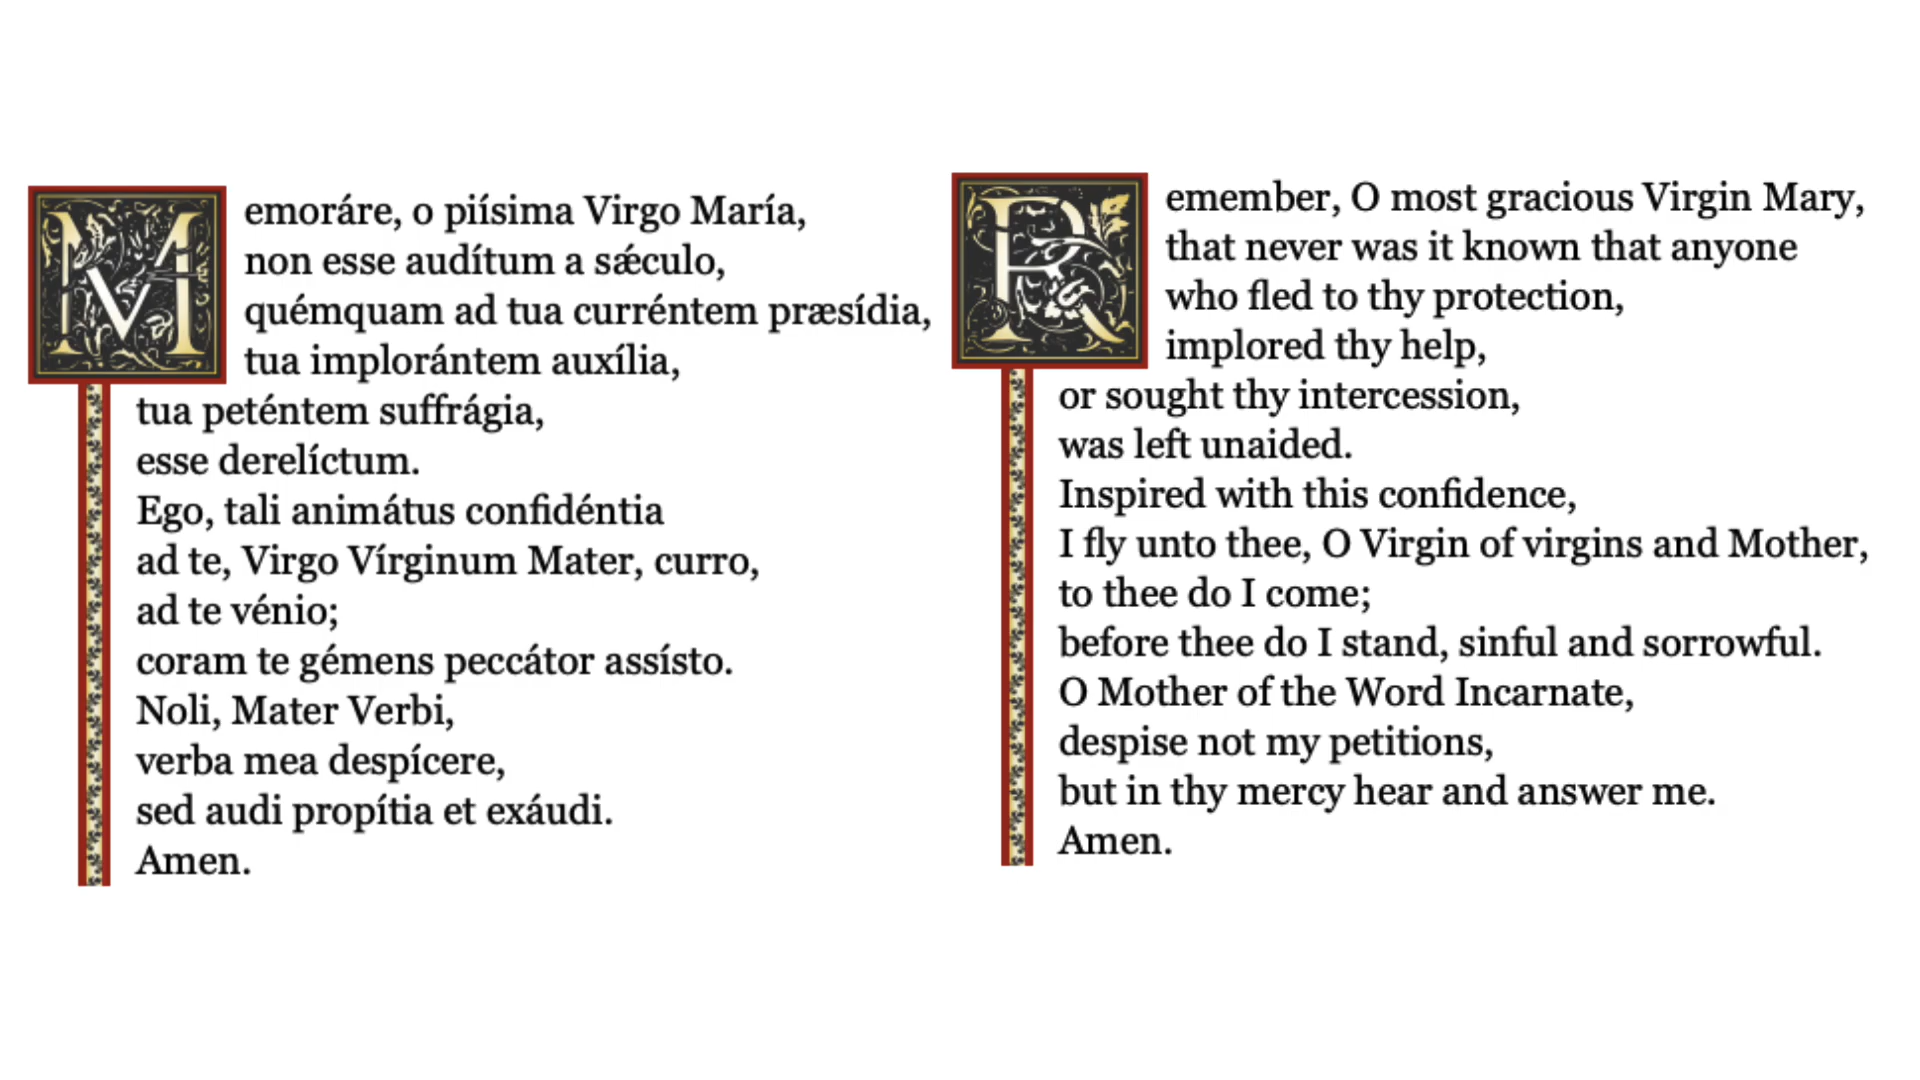 Memoráre, o piísima Virgo María,
non esse audítum a sǽculo,
quémquam ad tua curréntem præsídia,
tua implorántem auxília,
tua peténtem suffrágia,
esse derelíctum.
Ego, tali animátus confidéntia
ad te, Virgo Vírginum Mater, curro,
ad te vénio;
coram te gémens peccátor assísto.
Noli, Mater Verbi,
verba mea despícere,
sed audi propítia et exáudi.
Amen.
Remember, O most gracious Virgin Mary,
that never was it known that anyone
who fled to thy protection,
implored thy help,
or sought thy intercession,
was left unaided.
Inspired with this confidence,
I fly unto thee, O Virgin of virgins and Mother,
to thee do I come;
before thee do I stand, sinful and sorrowful.
O Mother of the Word Incarnate,
despise not my petitions,
but in thy mercy hear and answer me.
Amen.